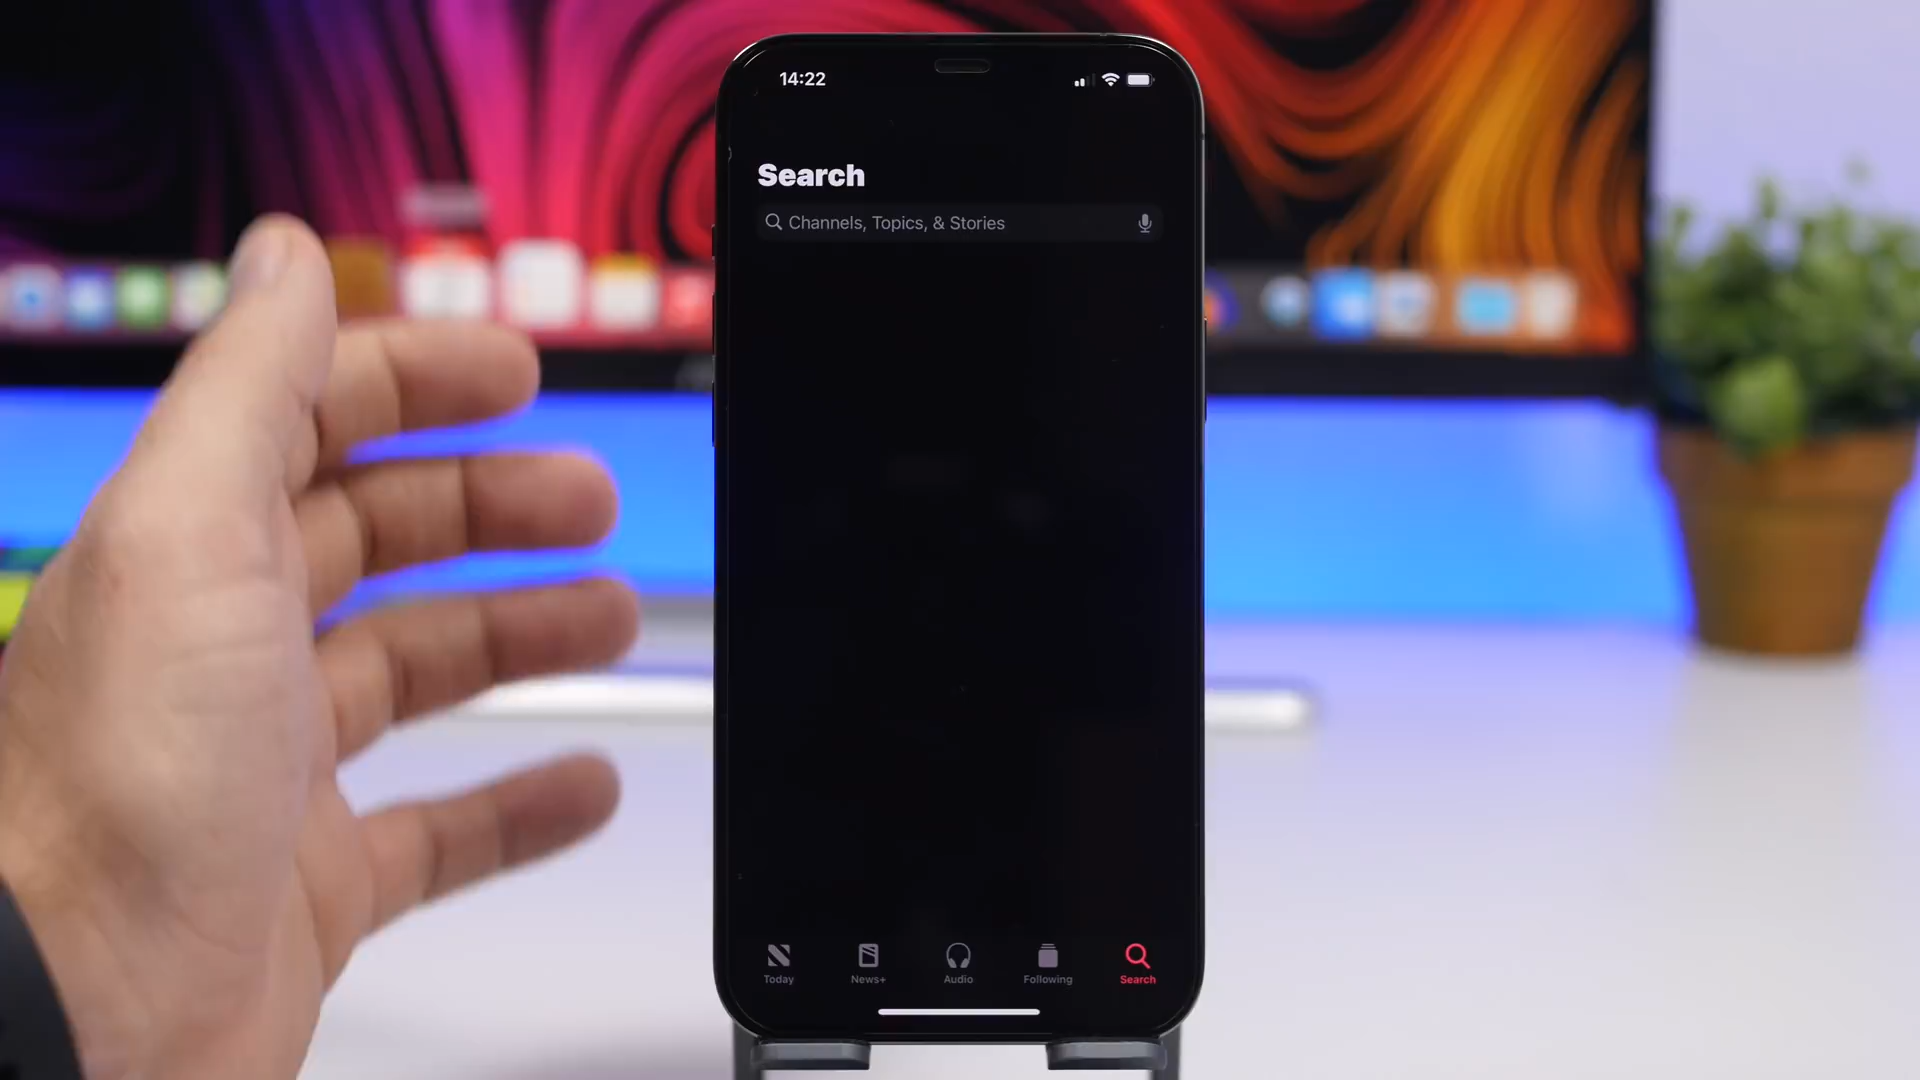 14:22
Search
Channels, Topics, & Stories
Today
News+
Audio
Following
Search